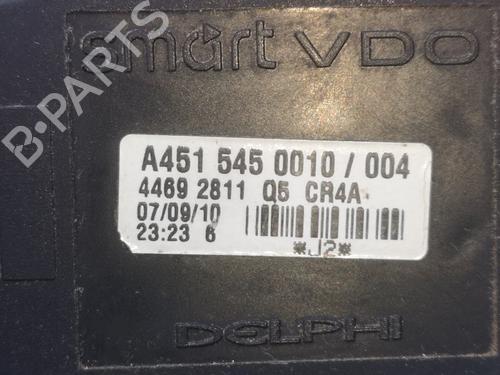 smart VDO
B-PARTS
A451 545 0010 / 004
4469 2811 Q5 CR4A
07/09/10
23:23 6
*J2*
DELPHI